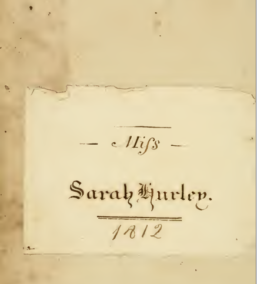 — Miſs —
Sarah Hurley.
1812